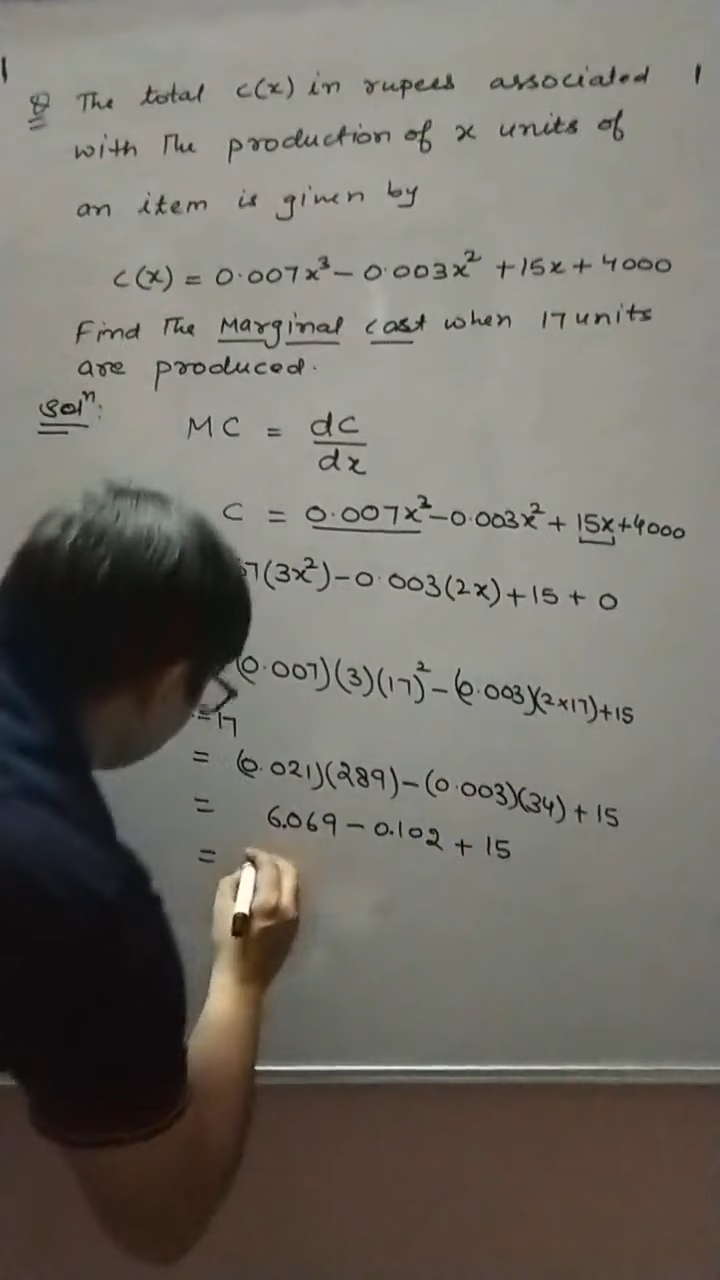 Q The total C(x) in rupees associated
with The production of x units of
an item is given by
C(x) = 0.007x³ - 0.003x² + 15x + 4000
Find The Marginal cost when 17 units
are produced.
Solⁿ:
MC = dC/dx
C = 0.007x² - 0.003x² + 15x + 4000
7(3x²) - 0.003(2x) + 15 + 0
(0.007)(3)(17)² - (0.003)(2×17) + 15
=17
= (0.021)(289) - (0.003)(34) + 15
= 6.069 - 0.102 + 15
=